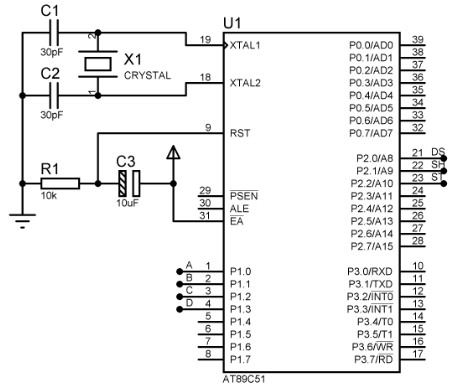 C1 U1
2 19 39
XTAL1 P0.0/AD0
38
P0.1/AD1
30pF X1 37
P0.2/AD2
36
P0.3/AD3
C2 CRYSTAL 18 35
1 XTAL2 P0.4/AD4
34
P0.5/AD5
30pF 33
P0.6/AD6
9 32
RST P0.7/AD7
21 DS
P2.0/A8
R1 C3 22 SH
P2.1/A9
23 ST
P2.2/A10
10k 10uF 29 24
PSEN P2.3/A11
30 25
ALE P2.4/A12
31 26
EA P2.5/A13
27
P2.6/A14
28
P2.7/A15
A 1 10
P1.0 P3.0/RXD
B 2 11
P1.1 P3.1/TXD
C 3 12
P1.2 P3.2/INT0
D 4 13
P1.3 P3.3/INT1
5 14
P1.4 P3.4/T0
6 15
P1.5 P3.5/T1
7 16
P1.6 P3.6/WR
8 17
P1.7 P3.7/RD
AT89C51